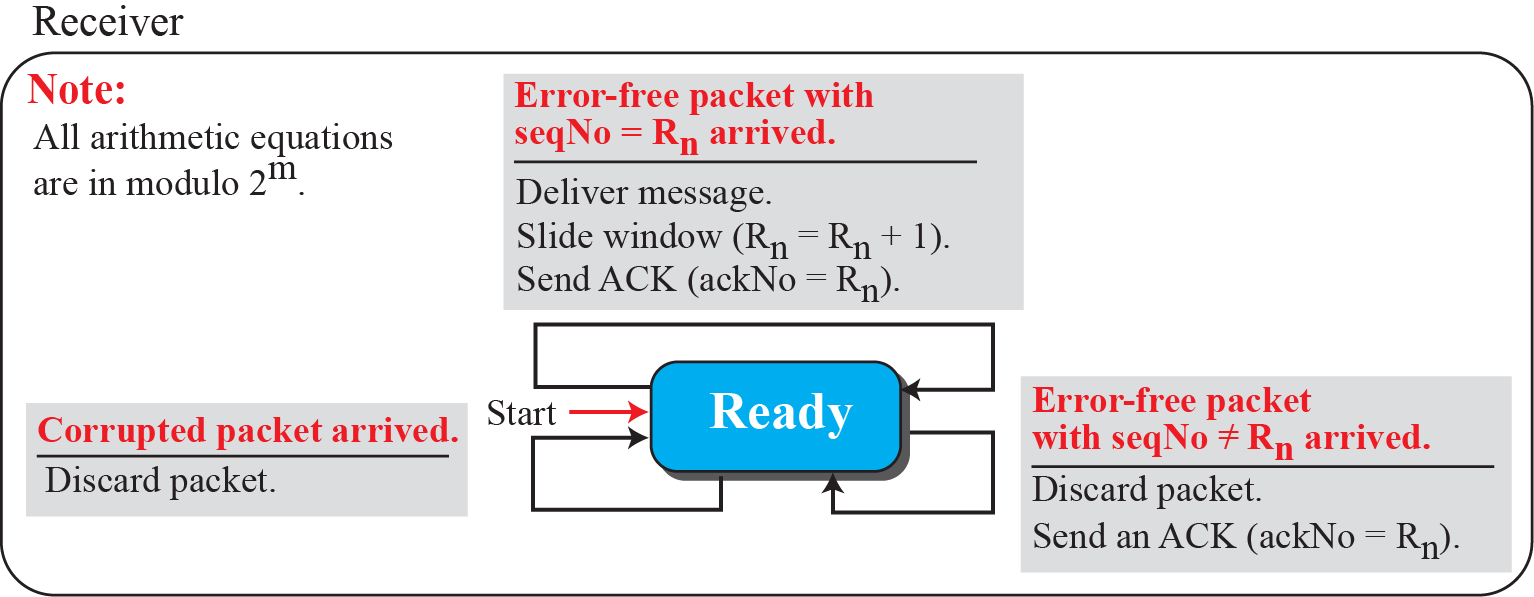 Receiver
Note:
All arithmetic equations
are in modulo 2^m.
Error-free packet with
seqNo = Rn arrived.
Deliver message.
Slide window (Rn = Rn + 1).
Send ACK (ackNo = Rn).
Start
Ready
Corrupted packet arrived.
Discard packet.
Error-free packet
with seqNo ≠ Rn arrived.
Discard packet.
Send an ACK (ackNo = Rn).